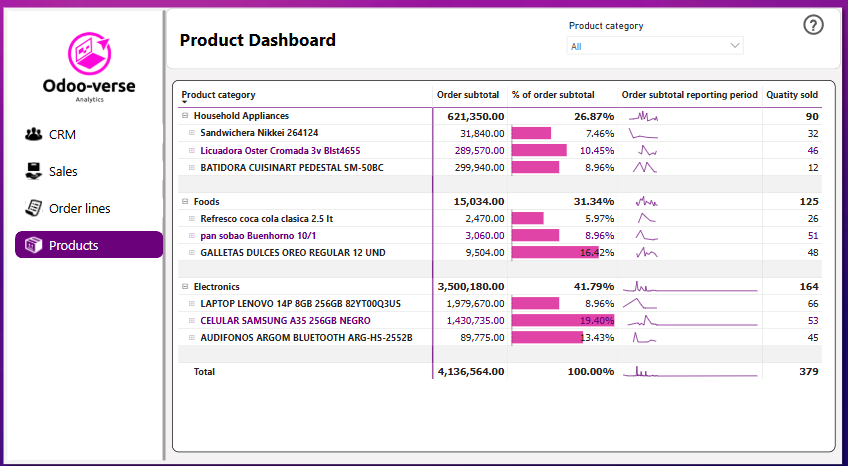 Product Dashboard
Product category
All
?
Odoo-verse
Analytics
CRM
Sales
Order lines
Products
Product category Order subtotal % of order subtotal Order subtotal reporting period Quatity sold
Household Appliances 621,350.00 26.87% 90
Sandwichera Nikkei 264124 31,840.00 7.46% 32
Licuadora Oster Cromada 3v Blst4655 289,570.00 10.45% 46
BATIDORA CUISINART PEDESTAL SM-50BC 299,940.00 8.96% 12
Foods 15,034.00 31.34% 125
Refresco coca cola clasica 2.5 lt 2,470.00 5.97% 26
pan sobao Buenhorno 10/1 3,060.00 8.96% 51
GALLETAS DULCES OREO REGULAR 12 UND 9,504.00 16.42% 48
Electronics 3,500,180.00 41.79% 164
LAPTOP LENOVO 14P 8GB 256GB 82YT00Q3US 1,979,670.00 8.96% 66
CELULAR SAMSUNG A35 256GB NEGRO 1,430,735.00 19.40% 53
AUDIFONOS ARGOM BLUETOOTH ARG-HS-2552B 89,775.00 13.43% 45
Total 4,136,564.00 100.00% 379